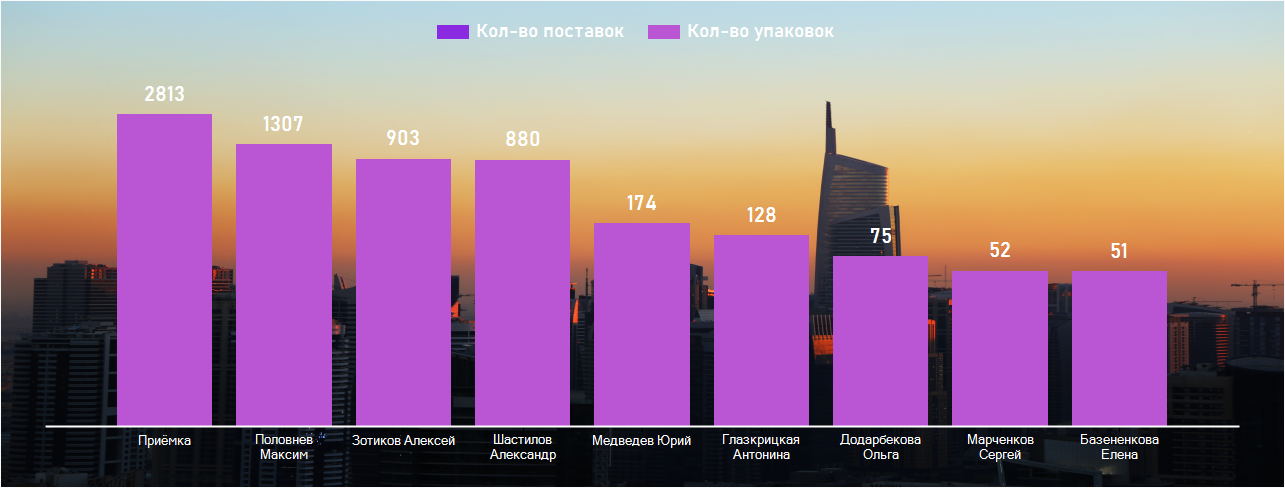 Кол-во поставок Кол-во упаковок
2813
1307
903
880
174
128
75
52
51
Приёмка
Половнев
Максим
Зотиков Алексей
Шастилов
Александр
Медведев Юрий
Глазкрицкая
Антонина
Додарбекова
Ольга
Марченков
Сергей
Базененкова
Елена